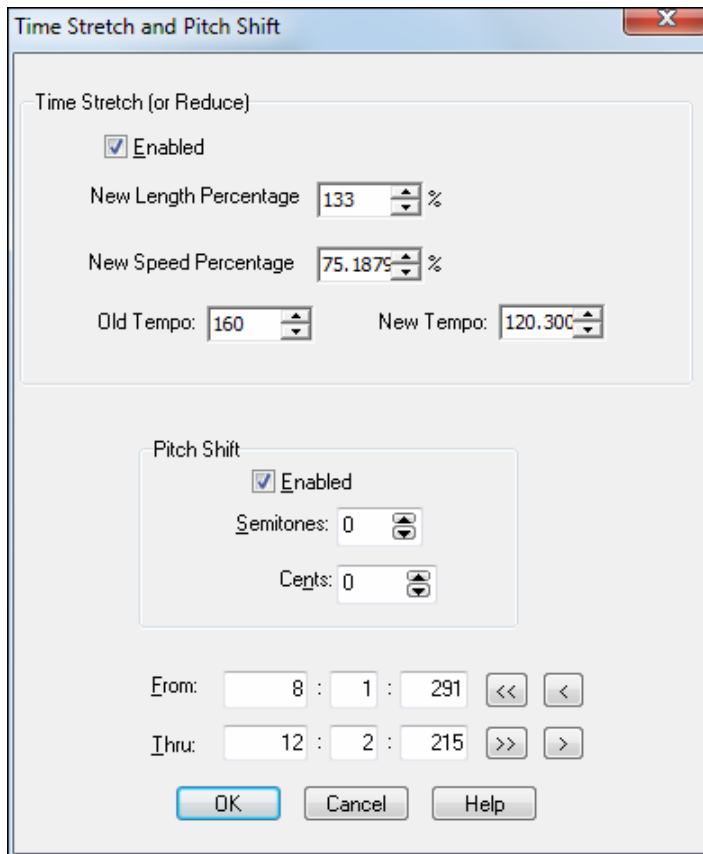 Time Stretch and Pitch Shift
Time Stretch (or Reduce)
Enabled
New Length Percentage 133 %
New Speed Percentage 75.1879 %
Old Tempo: 160 New Tempo: 120.300
Pitch Shift
Enabled
Semitones: 0
Cents: 0
From: 8 : 1 : 291 << <
Thru: 12 : 2 : 215 >> >
OK Cancel Help